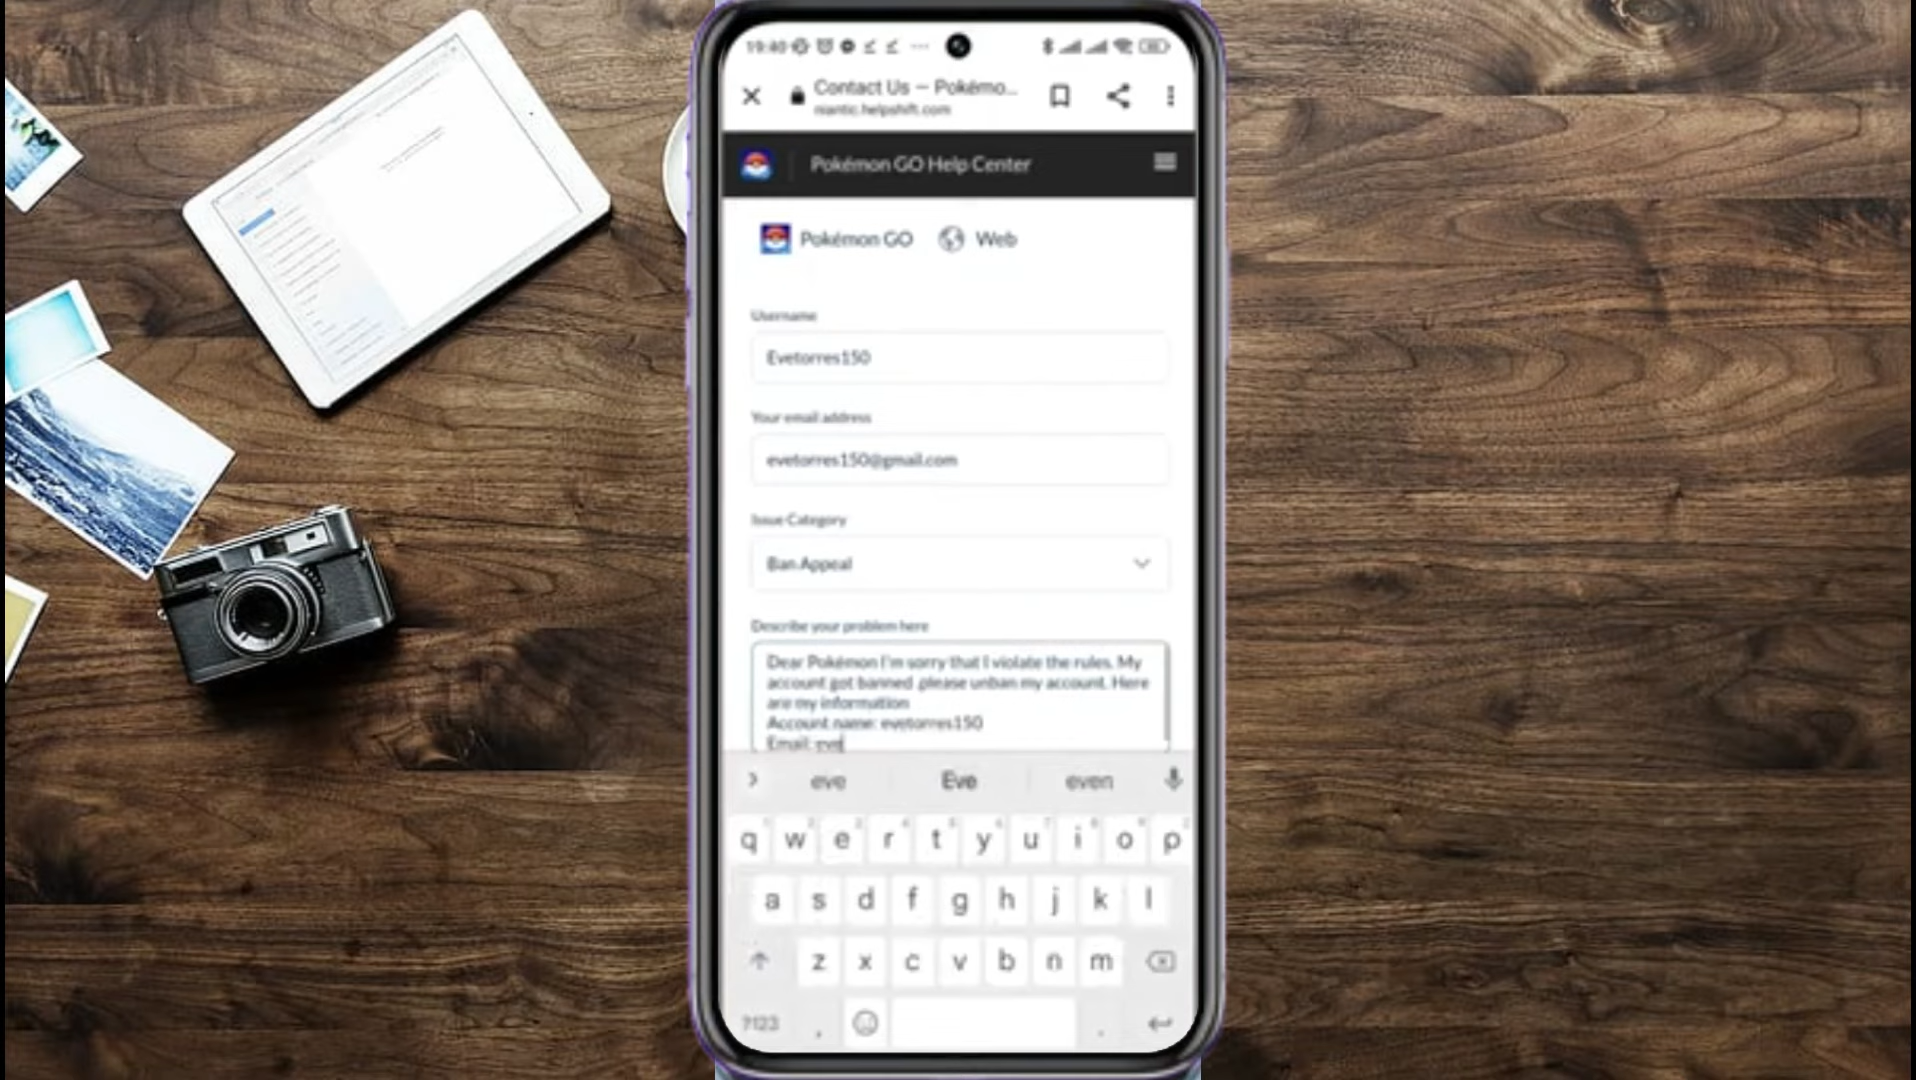 19:40
Contact Us — Pokémo...
niantic.helpshift.com
Pokémon GO Help Center
Pokémon GO Web
Username
Evetorres150
Your email address
evetorres150@gmail.com
Issue Category
Ban Appeal
Describe your problem here
Dear Pokémon I'm sorry that I violate the rules. My
account got banned .please unban my account. Here
are my information
Account name: evetorres150
Email: eve
eve Eve even
q w e r t y u i o p
a s d f g h j k l
z x c v b n m
?123 , .